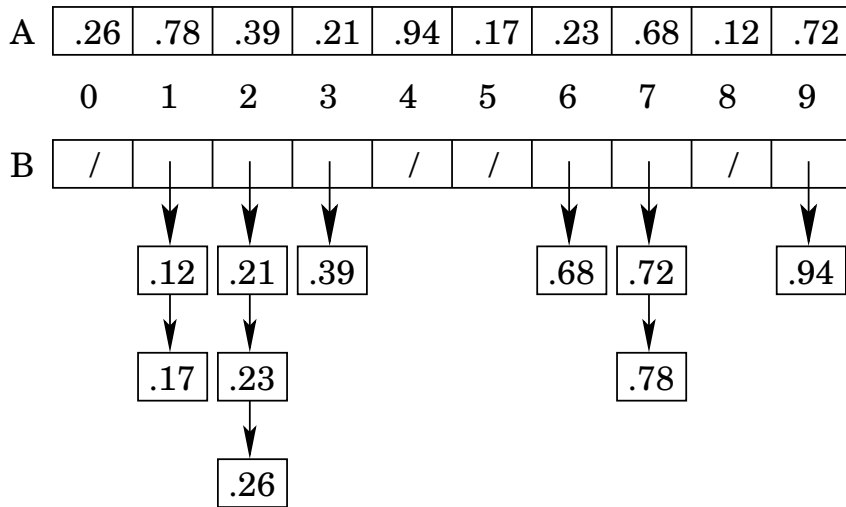 A .26 .78 .39 .21 .94 .17 .23 .68 .12 .72
0 1 2 3 4 5 6 7 8 9
B / / / /
.12 .21 .39 .68 .72 .94
.17 .23 .78
.26